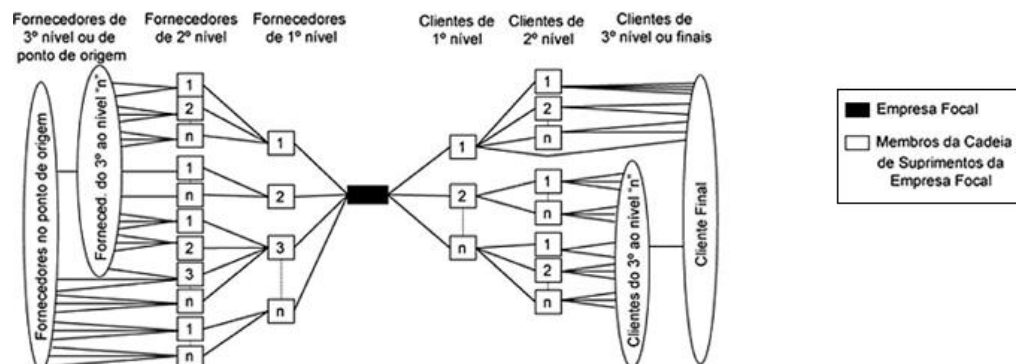 Fornecedores de
3º nível ou de
ponto de origem
Fornecedores
de 2º nível
Fornecedores
de 1º nível
Clientes de
1º nível
Clientes de
2º nível
Clientes de
3º nível ou finais
Fornecedores no ponto de origem
Forneced. do 3º ao nível "n"
1
2
n
1
n
1
2
3
n
1
n
1
2
3
n
1
2
n
1
2
n
1
n
1
2
n
Clientes do 3º ao nível "n"
Cliente Final
Empresa Focal
Membros da Cadeia
de Suprimentos da
Empresa Focal